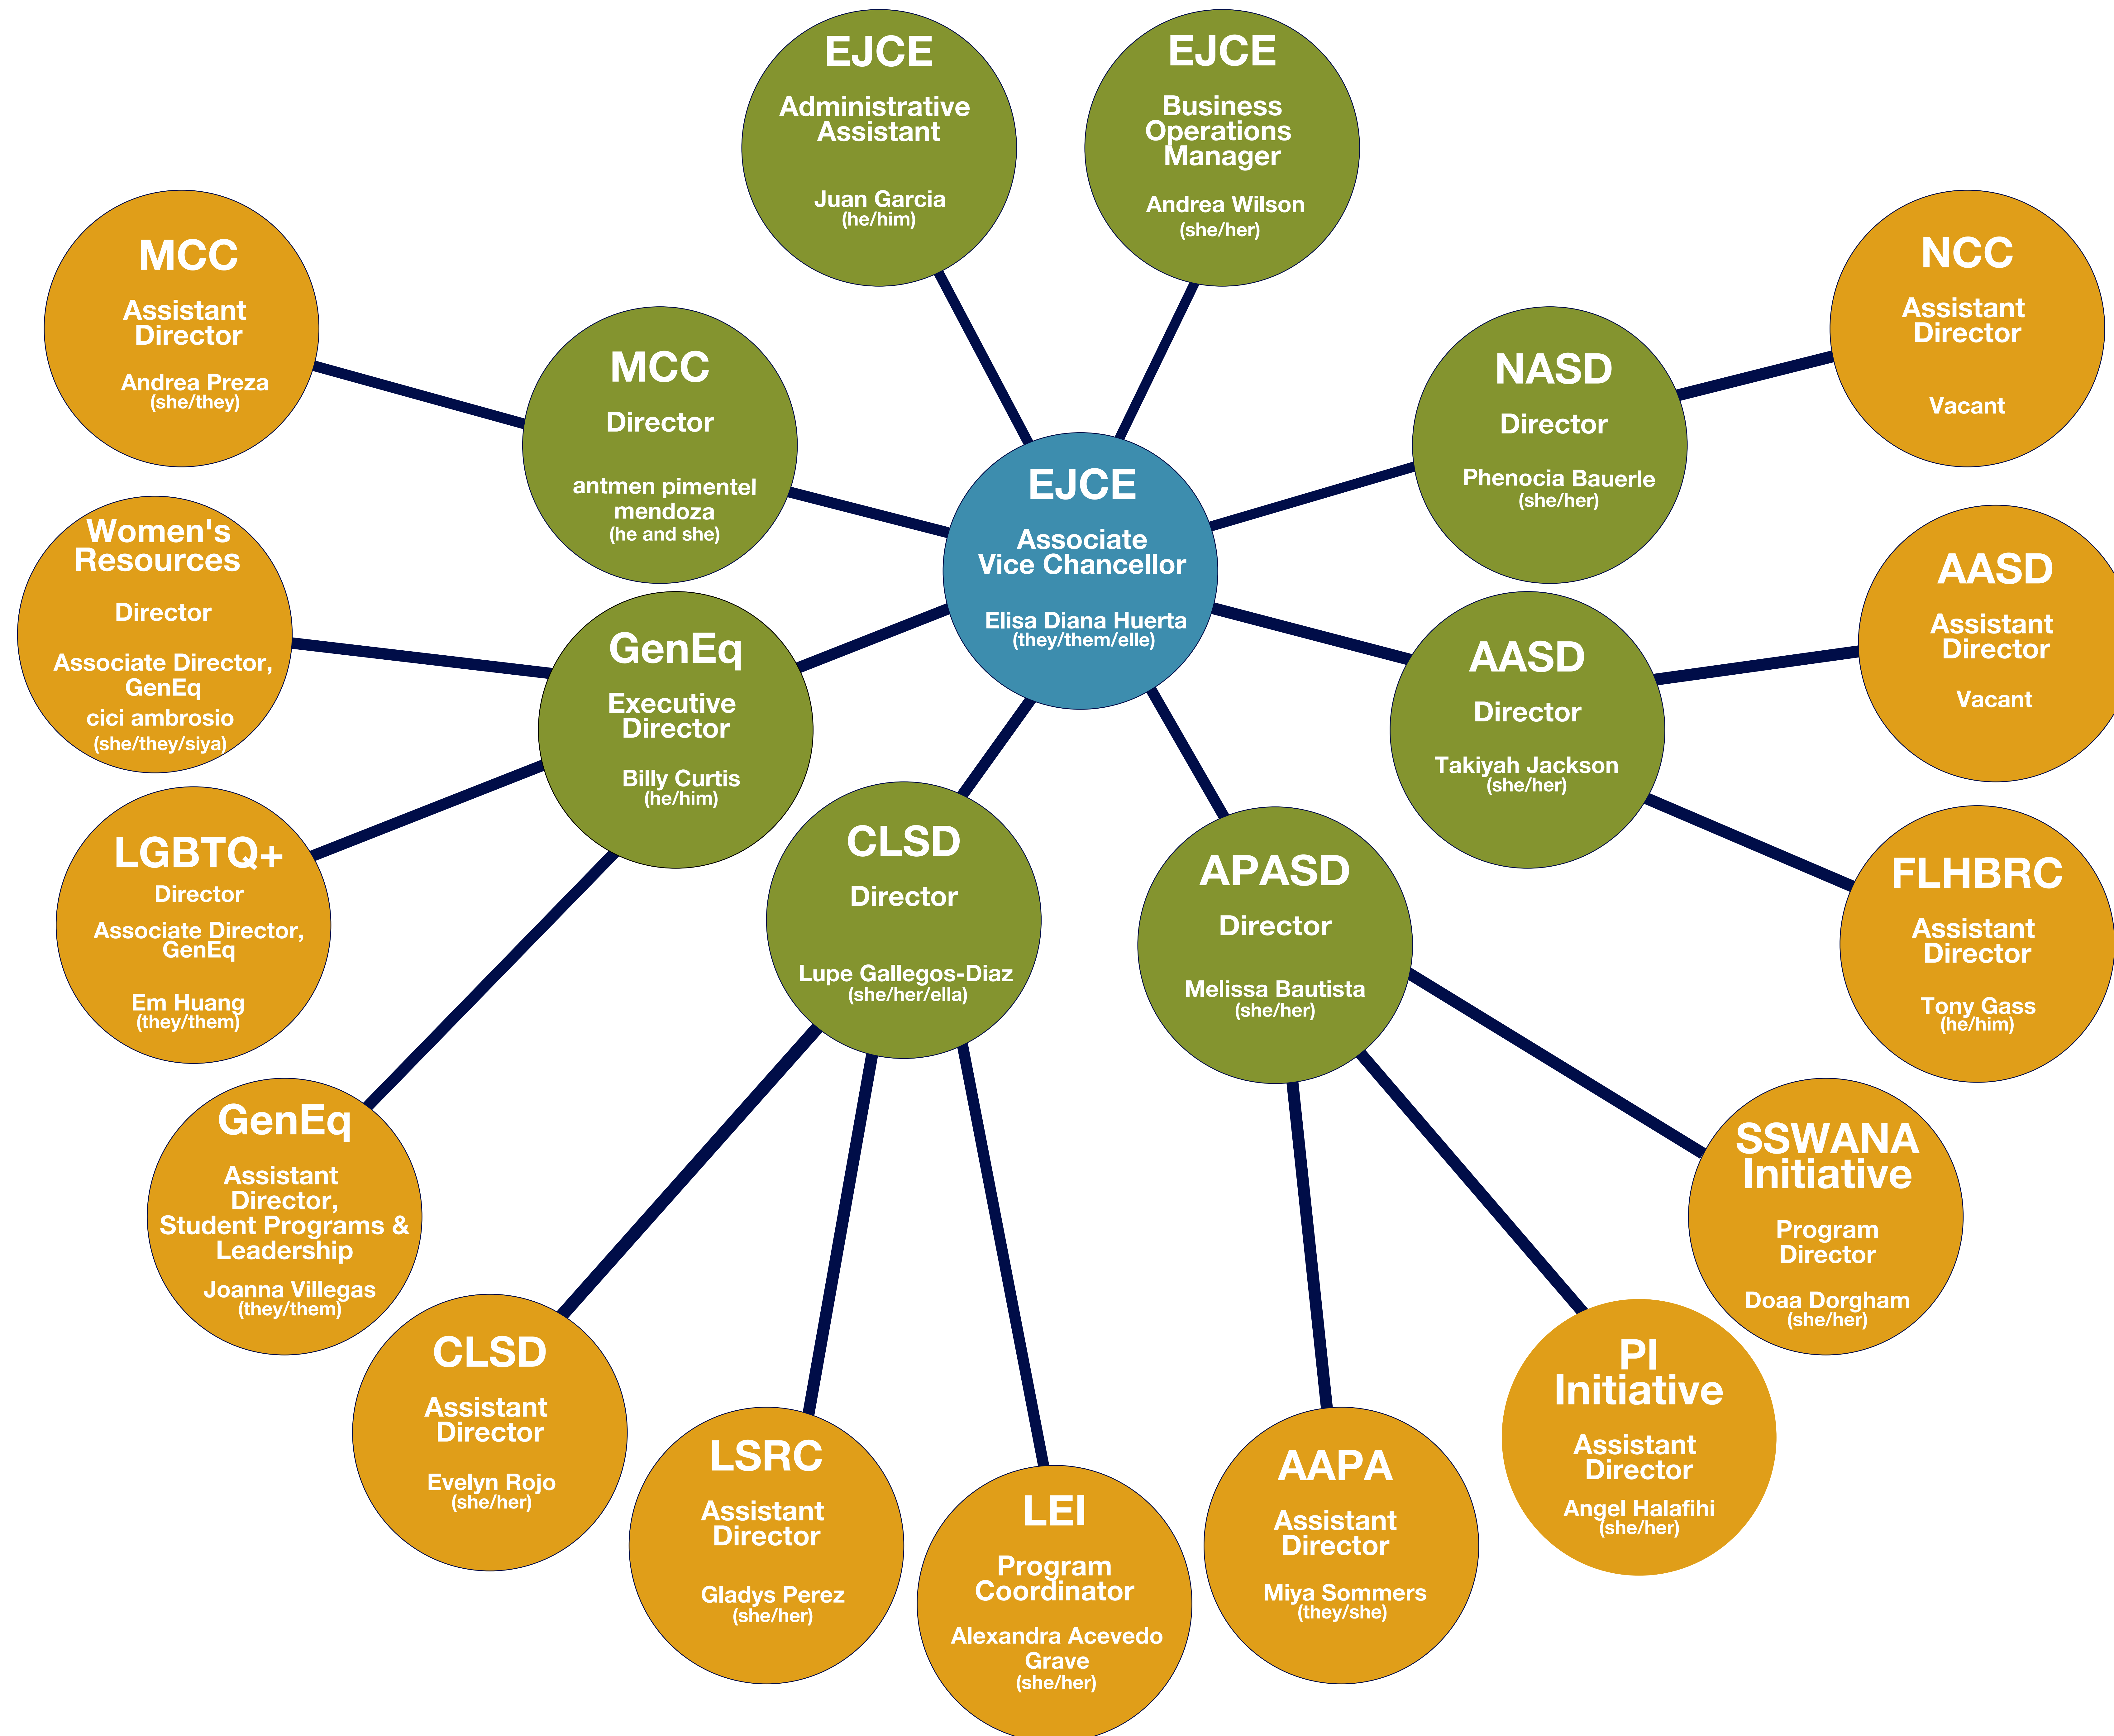 EJCE
Administrative
Assistant
Juan Garcia
(he/him)
EJCE
Business
Operations
Manager
Andrea Wilson
(she/her)
MCC
Assistant
Director
Andrea Preza
(she/they)
MCC
Director
antmen pimentel
mendoza
(he and she)
NASD
Director
Phenocia Bauerle
(she/her)
NCC
Assistant
Director
Vacant
EJCE
Associate
Vice Chancellor
Elisa Diana Huerta
(they/them/elle)
Women's
Resources
Director
Associate Director,
GenEq
cici ambrosio
(she/they/siya)
GenEq
Executive
Director
Billy Curtis
(he/him)
AASD
Director
Takiyah Jackson
(she/her)
AASD
Assistant
Director
Vacant
LGBTQ+
Director
Associate Director,
GenEq
Em Huang
(they/them)
CLSD
Director
Lupe Gallegos-Diaz
(she/her/ella)
APASD
Director
Melissa Bautista
(she/her)
FLHBRC
Assistant
Director
Tony Gass
(he/him)
GenEq
Assistant
Director,
Student Programs &
Leadership
Joanna Villegas
(they/them)
SSWANA
Initiative
Program
Director
Doaa Dorgham
(she/her)
CLSD
Assistant
Director
Evelyn Rojo
(she/her)
LSRC
Assistant
Director
Gladys Perez
(she/her)
LEI
Program
Coordinator
Alexandra Acevedo
Grave
(she/her)
AAPA
Assistant
Director
Miya Sommers
(they/she)
PI
Initiative
Assistant
Director
Angel Halafihi
(she/her)